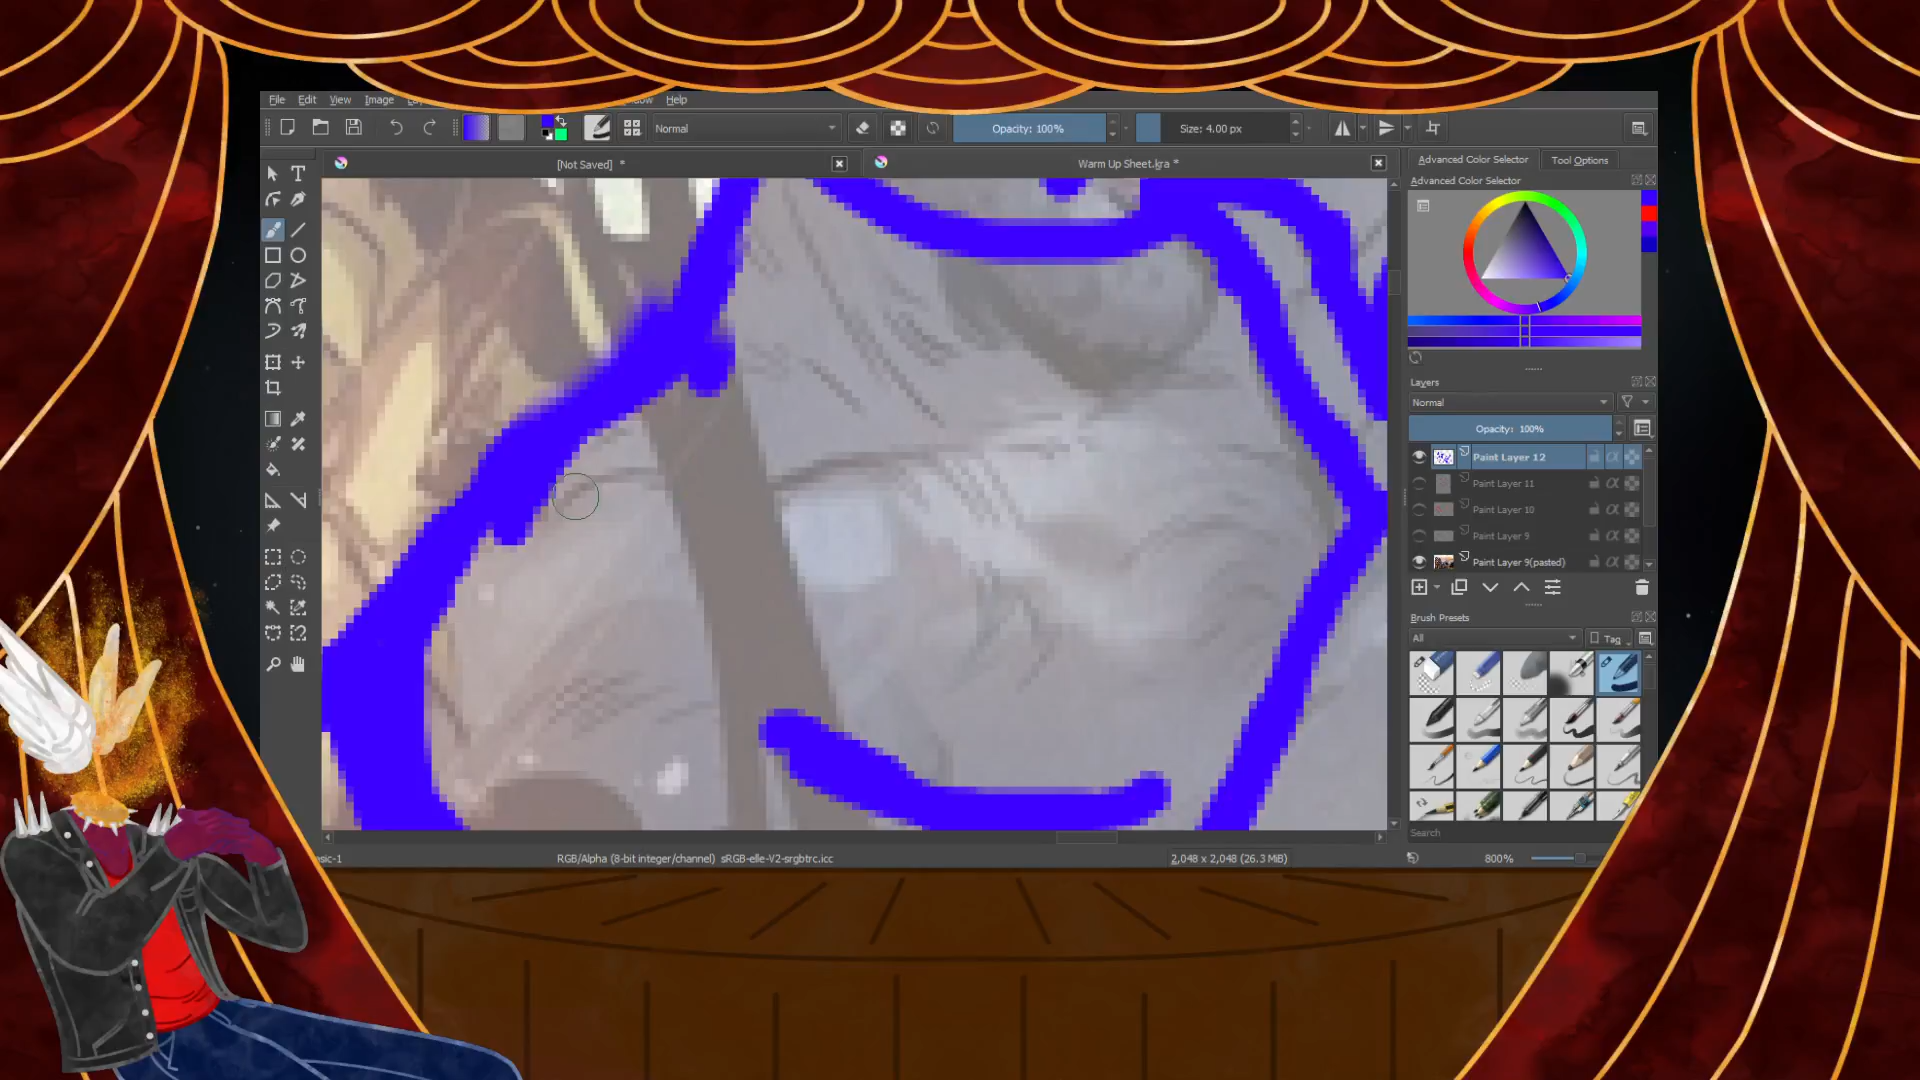 File Edit View Image Help
Normal
Opacity: 100%
Size: 4.00 px
[Not Saved] *
Warm Up Sheet.kra *
Advanced Color Selector
Tool Options
Advanced Color Selector
Layers
Normal
Opacity: 100%
Paint Layer 12
Paint Layer 11
Paint Layer 10
Paint Layer 9
Paint Layer 9(pasted)
Brush Presets
All
Tag
Search
RGB/Alpha (8-bit integer/channel) sRGB-elle-V2-srgbtrc.icc
2,048 x 2,048 (26.3 MiB)
800%